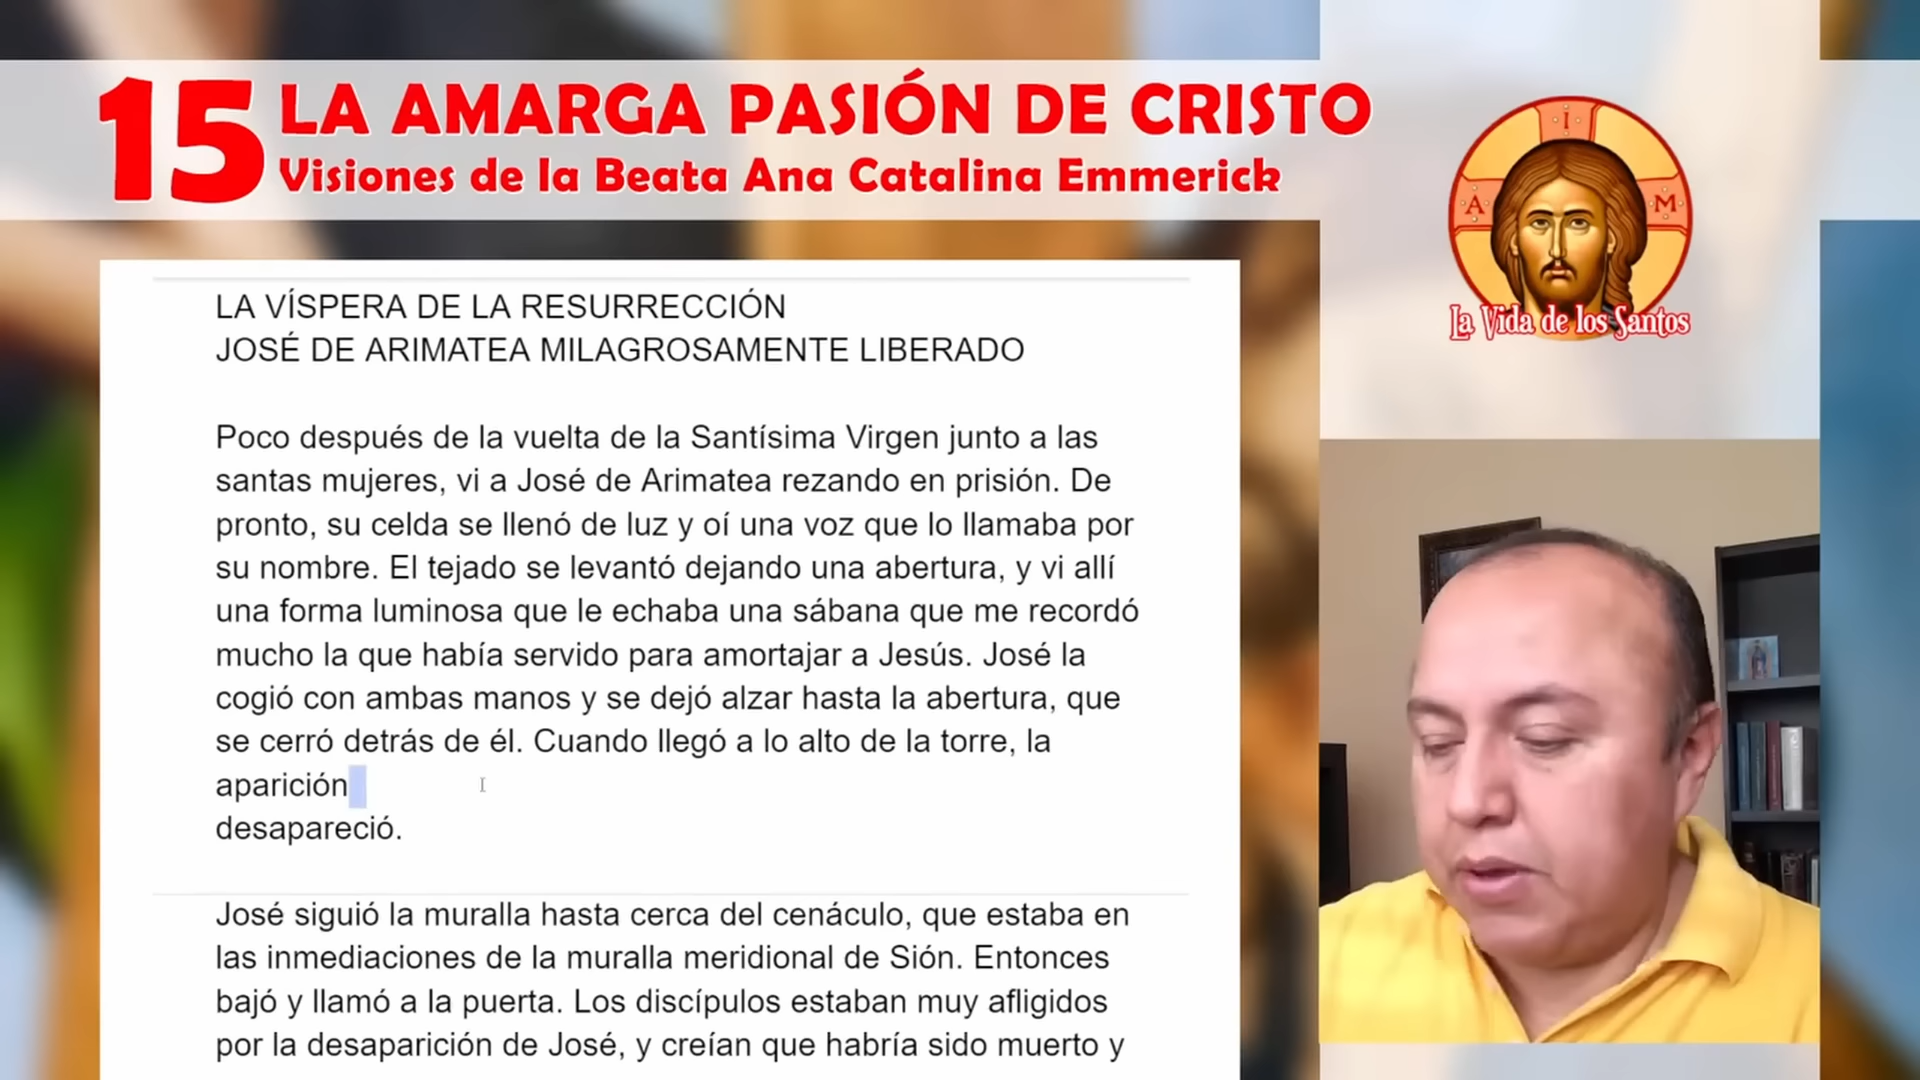 15
LA AMARGA PASIÓN DE CRISTO
Visiones de la Beata Ana Catalina Emmerick
I
A
M
La Vida de los Santos
LA VÍSPERA DE LA RESURRECCIÓN
JOSÉ DE ARIMATEA MILAGROSAMENTE LIBERADO
Poco después de la vuelta de la Santísima Virgen junto a las
santas mujeres, vi a José de Arimatea rezando en prisión. De
pronto, su celda se llenó de luz y oí una voz que lo llamaba por
su nombre. El tejado se levantó dejando una abertura, y vi allí
una forma luminosa que le echaba una sábana que me recordó
mucho la que había servido para amortajar a Jesús. José la
cogió con ambas manos y se dejó alzar hasta la abertura, que
se cerró detrás de él. Cuando llegó a lo alto de la torre, la
aparición
desapareció.
José siguió la muralla hasta cerca del cenáculo, que estaba en
las inmediaciones de la muralla meridional de Sión. Entonces
bajó y llamó a la puerta. Los discípulos estaban muy afligidos
por la desaparición de José, y creían que habría sido muerto y